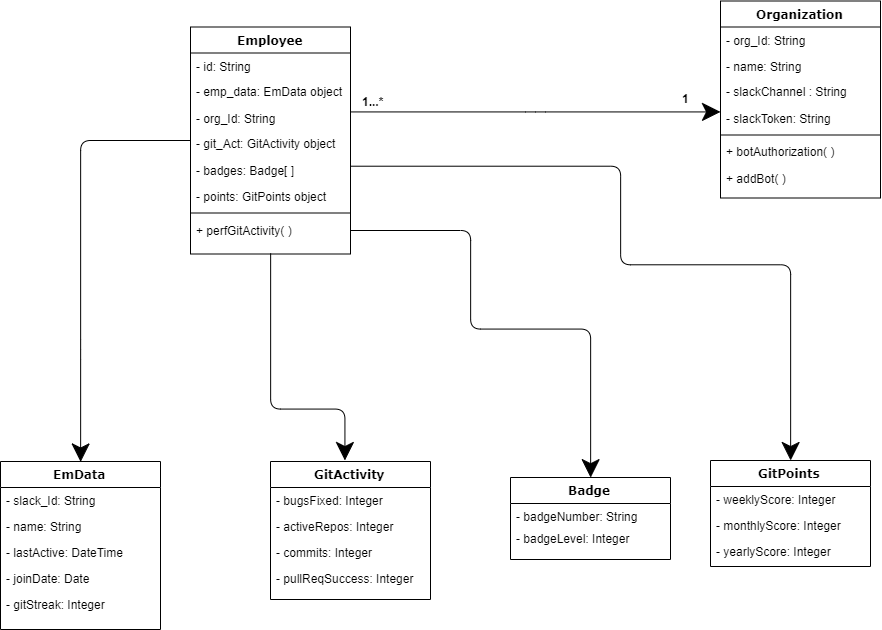 Organization
- org_Id: String
- name: String
- slackChannel : String
- slackToken: String
+ botAuthorization( )
+ addBot( )
Employee
- id: String
- emp_data: EmData object
- org_Id: String
- git_Act: GitActivity object
- badges: Badge[ ]
- points: GitPoints object
+ perfGitActivity( )
1...*
1
EmData
- slack_Id: String
- name: String
- lastActive: DateTime
- joinDate: Date
- gitStreak: Integer
GitActivity
- bugsFixed: Integer
- activeRepos: Integer
- commits: Integer
- pullReqSuccess: Integer
Badge
- badgeNumber: String
- badgeLevel: Integer
GitPoints
- weeklyScore: Integer
- monthlyScore: Integer
- yearlyScore: Integer